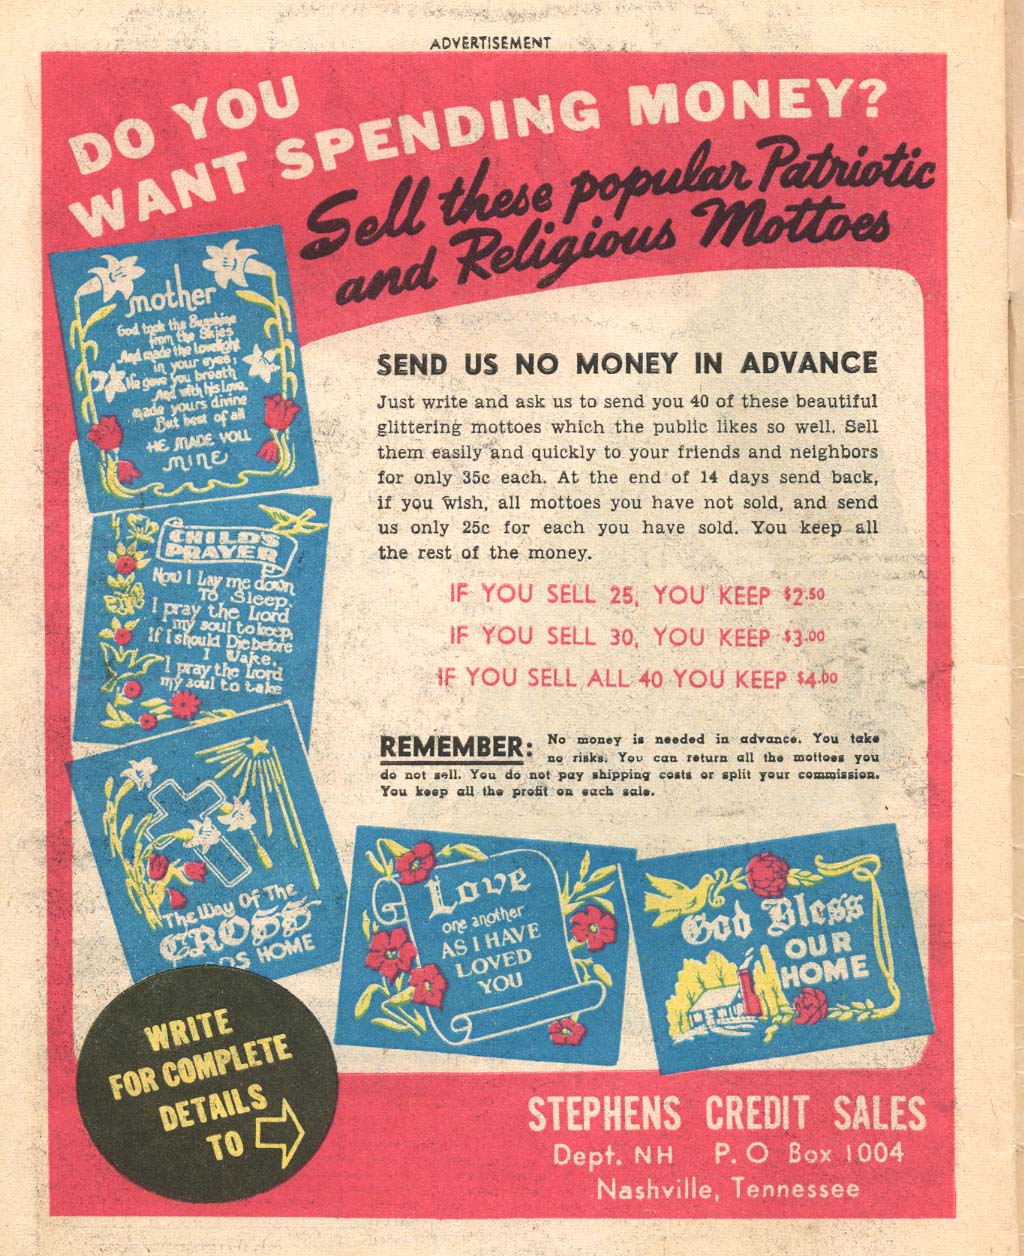 ADVERTISEMENT
DO YOU
WANT SPENDING MONEY?
Sell these popular Patriotic
and Religious Mottoes
mother
God took the Sunshine
from the Skies
And made the Lovelight
in your eyes;
He gave you breath
And with his Love,
made yours divine
But best of all
HE MADE YOU
MINE
CHILD'S
PRAYER
Now I Lay me down
To Sleep,
I pray the Lord
my soul to keep,
If I should Die before
I Wake,
I pray the Lord
my soul to take
The Way Of The
CROSS
HOME
SEND US NO MONEY IN ADVANCE
Just write and ask us to send you 40 of these beautiful
glittering mottoes which the public likes so well. Sell
them easily and quickly to your friends and neighbors
for only 35c each. At the end of 14 days send back,
if you wish, all mottoes you have not sold, and send
us only 25c for each you have sold. You keep all
the rest of the money.
IF YOU SELL 25, YOU KEEP $2.50
IF YOU SELL 30, YOU KEEP $3.00
IF YOU SELL ALL 40 YOU KEEP $4.00
REMEMBER: No money is needed in advance. You take
no risks. You can return all the mottoes you
do not sell. You do not pay shipping costs or split your commission.
You keep all the profit on each sale.
Love
one another
AS I HAVE
LOVED
YOU
God Bless
OUR
HOME
WRITE
FOR COMPLETE
DETAILS
TO
STEPHENS CREDIT SALES
Dept. NH P. O Box 1004
Nashville, Tennessee